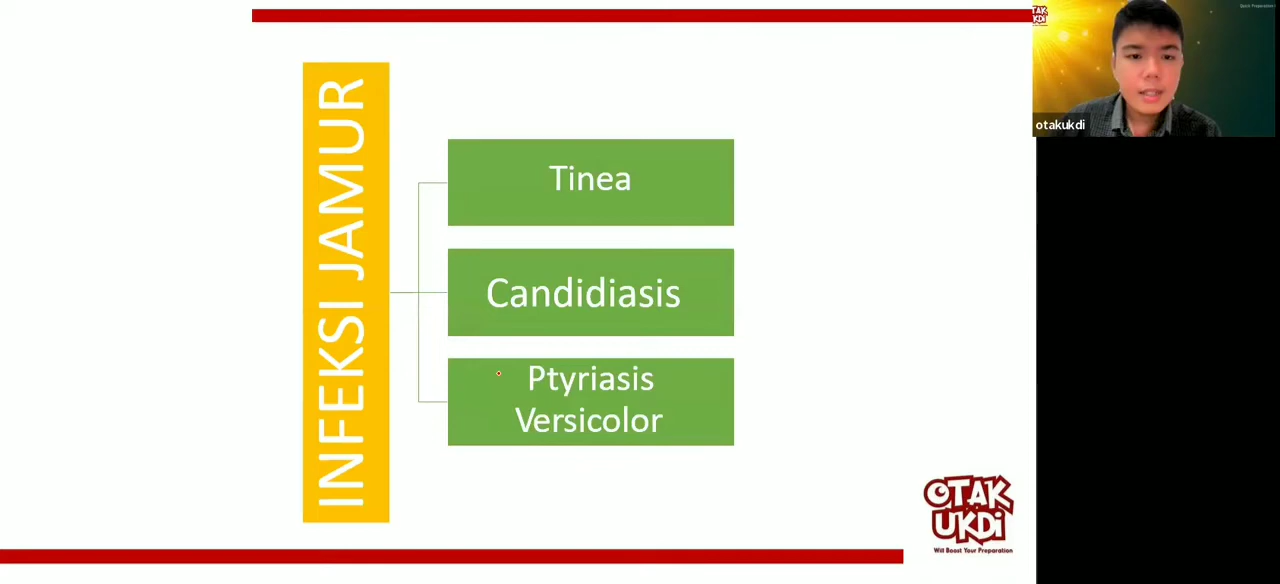 INFEKSI JAMUR
Tinea
Candidiasis
Ptyriasis
Versicolor
OTAK
UKDi
Will Boost Your Preparation
otakukdi